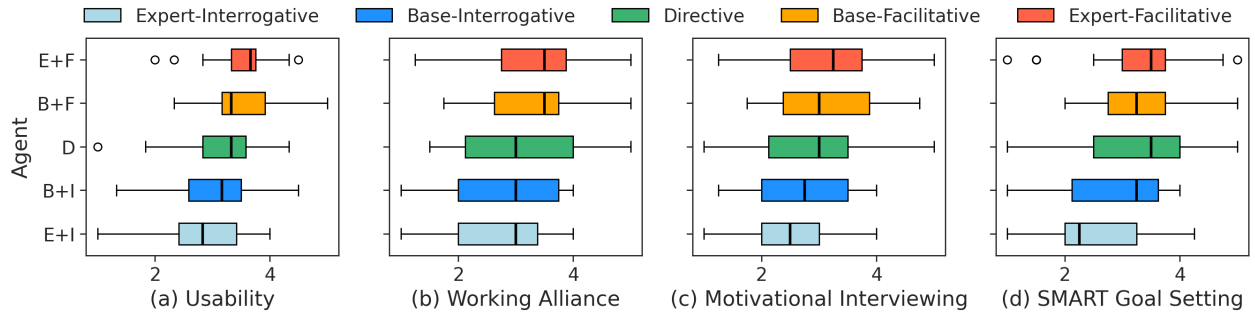 Expert-Interrogative Base-Interrogative Directive Base-Facilitative Expert-Facilitative
Agent
E+F
B+F
D
B+I
E+I
2 4 2 4 2 4 2 4
(a) Usability (b) Working Alliance (c) Motivational Interviewing (d) SMART Goal Setting